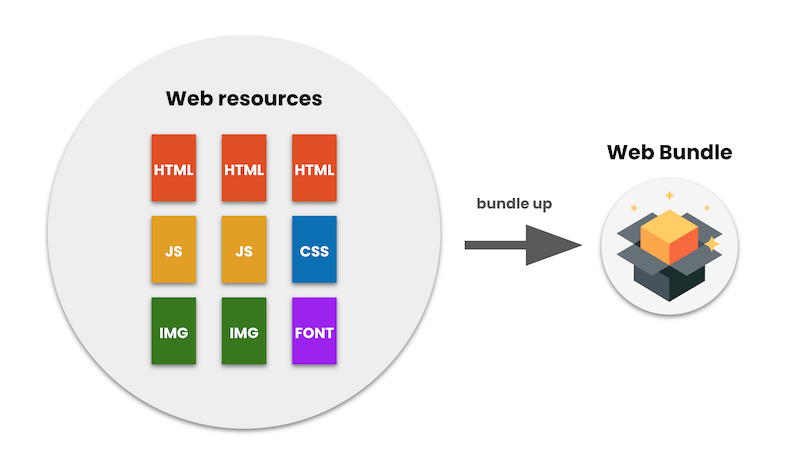 Web resources
HTML HTML HTML
JS JS CSS
IMG IMG FONT
bundle up
Web Bundle